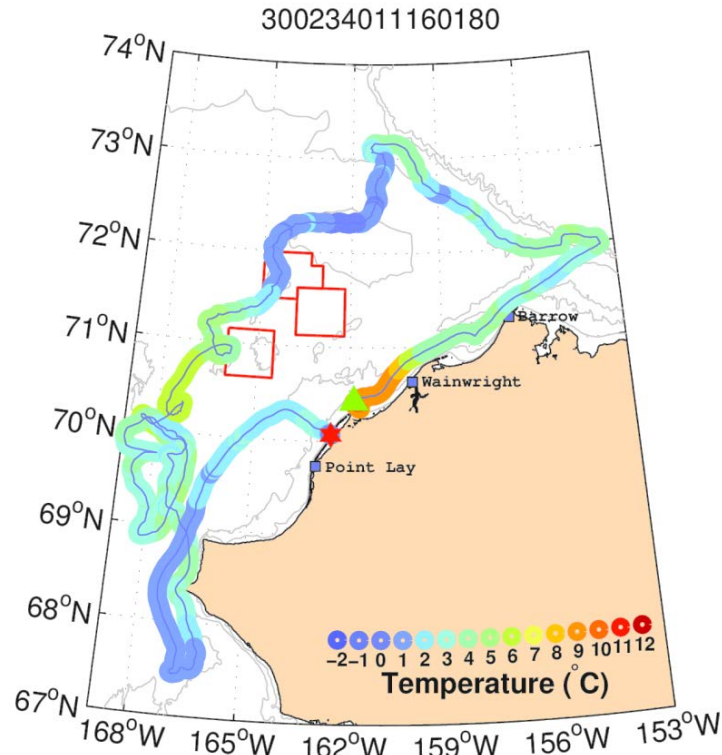 300234011160180
74°N
73°N
72°N
71°N
70°N
69°N
68°N
67°N
Barrow
Wainwright
Point Lay
-2 -1 0 1 2 3 4 5 6 7 8 9 10 11 12
Temperature (°C)
168°W 165°W 162°W 159°W 156°W 153°W